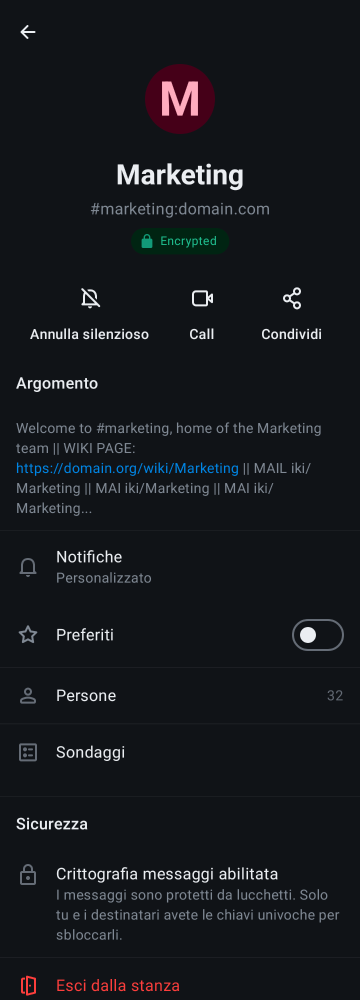 M
Marketing
#marketing:domain.com
Encrypted
Annulla silenzioso
Call
Condividi
Argomento
Welcome to #marketing, home of the Marketing
team || WIKI PAGE:
https://domain.org/wiki/Marketing || MAIL iki/
Marketing || MAI iki/Marketing || MAI iki/
Marketing...
Notifiche
Personalizzato
Preferiti
Persone 32
Sondaggi
Sicurezza
Crittografia messaggi abilitata
I messaggi sono protetti da lucchetti. Solo
tu e i destinatari avete le chiavi univoche per
sbloccarli.
Esci dalla stanza